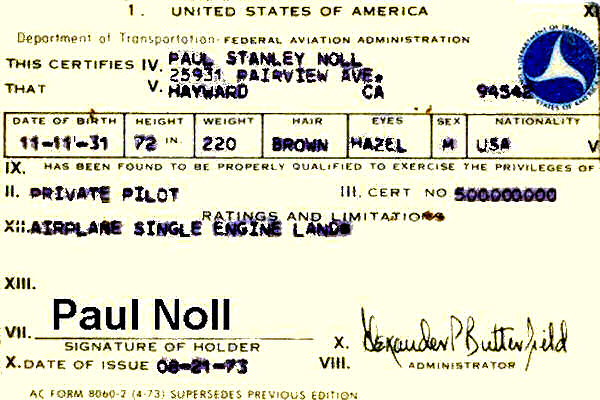 1. UNITED STATES OF AMERICA XI
Department of Transportation - FEDERAL AVIATION ADMINISTRATION
THIS CERTIFIES IV. PAUL STANLEY NOLL
25931 FAIRVIEW AVE.
THAT V. HAYWARD CA 94542
DATE OF BIRTH HEIGHT WEIGHT HAIR EYES SEX NATIONALITY
11-11-31 72 IN. 220 BROWN HAZEL M USA V
IX. HAS BEEN FOUND TO BE PROPERLY QUALIFIED TO EXERCISE THE PRIVILEGES OF
II. PRIVATE PILOT III. CERT NO 500000000
RATINGS AND LIMITATIONS
XII. AIRPLANE SINGLE ENGINE LAND
XIII.
Paul Noll
VII. SIGNATURE OF HOLDER
X. Alexander P Butterfield
X. DATE OF ISSUE 08-21-73 VIII. ADMINISTRATOR
AC FORM 8060-2 (4-73) SUPERSEDES PREVIOUS EDITION